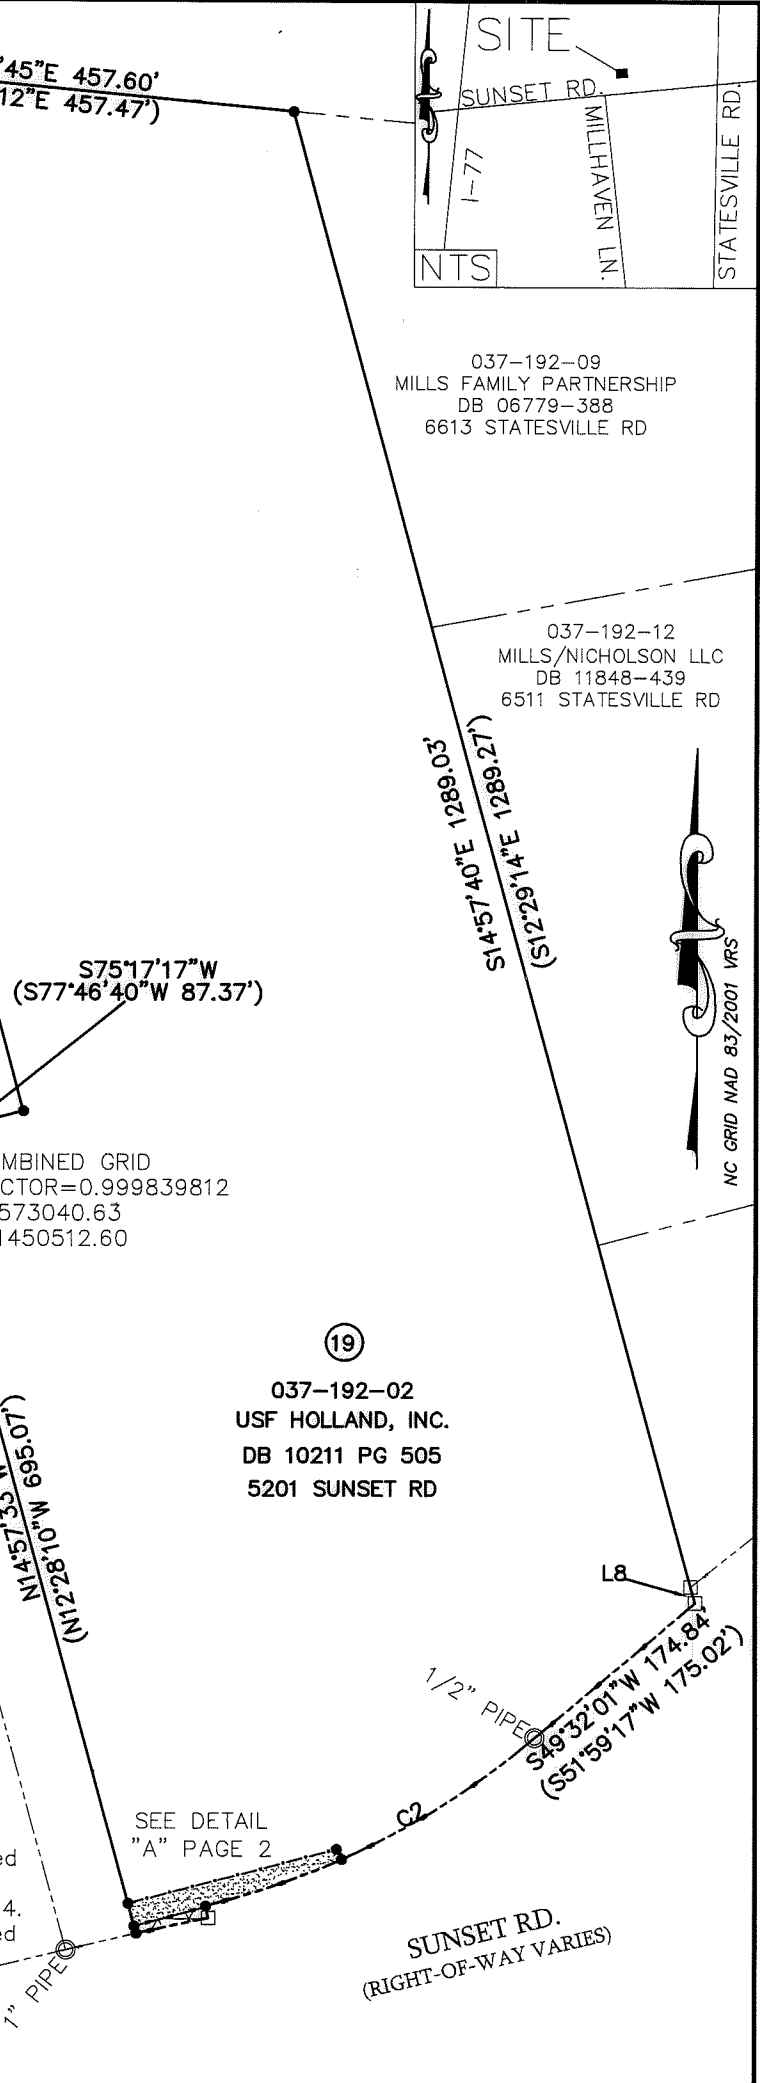 '45"E 457.60'
12"E 457.47')
SITE
SUNSET RD.
I-77
MILLHAVEN LN.
STATESVILLE RD.
NTS
037-192-09
MILLS FAMILY PARTNERSHIP
DB 06779-388
6613 STATESVILLE RD
037-192-12
MILLS/NICHOLSON LLC
DB 11848-439
6511 STATESVILLE RD
S14°57'40"E 1289.03'
(S12°29'14"E 1289.27')
NC GRID NAD 83/2001 VRS
S75°17'17"W
(S77°46'40"W 87.37')
MBINED GRID
CTOR=0.999839812
573040.63
1450512.60
19
037-192-02
USF HOLLAND, INC.
DB 10211 PG 505
5201 SUNSET RD
N14°57'33"W
(N12°28'10"W 695.07')
L8
1/2" PIPE
S49°32'01"W 174.84'
(S51°59'17"W 175.02')
C2
SEE DETAIL
"A" PAGE 2
ed
4.
ed
1" PIPE
SUNSET RD.
(RIGHT-OF-WAY VARIES)